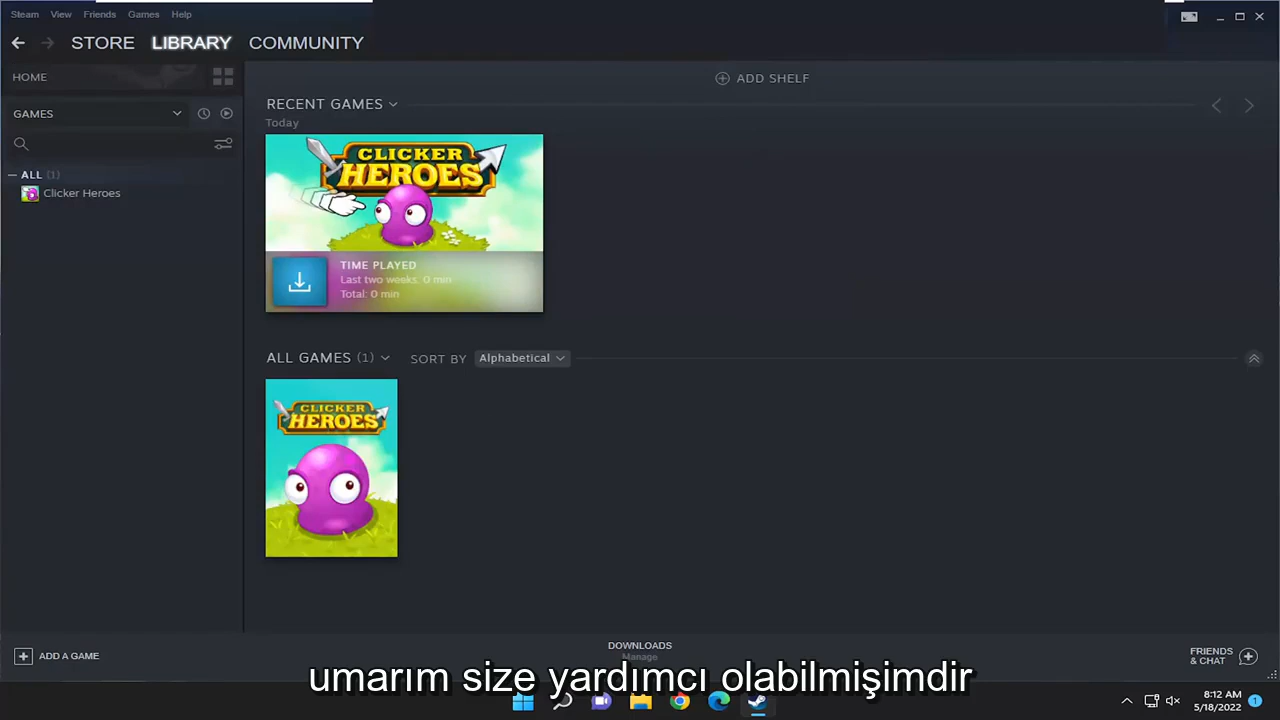 Steam View Friends Games Help
STORE LIBRARY COMMUNITY
HOME
ADD SHELF
GAMES
RECENT GAMES
Today
CLICKER
HEROES
ALL (1)
Clicker Heroes
TIME PLAYED
Last two weeks: 0 min
Total: 0 min
ALL GAMES (1) SORT BY Alphabetical
CLICKER
HEROES
ADD A GAME
DOWNLOADS
Manage
FRIENDS
& CHAT
umarım size yardımcı olabilmişimdir
8:12 AM
5/18/2022
1